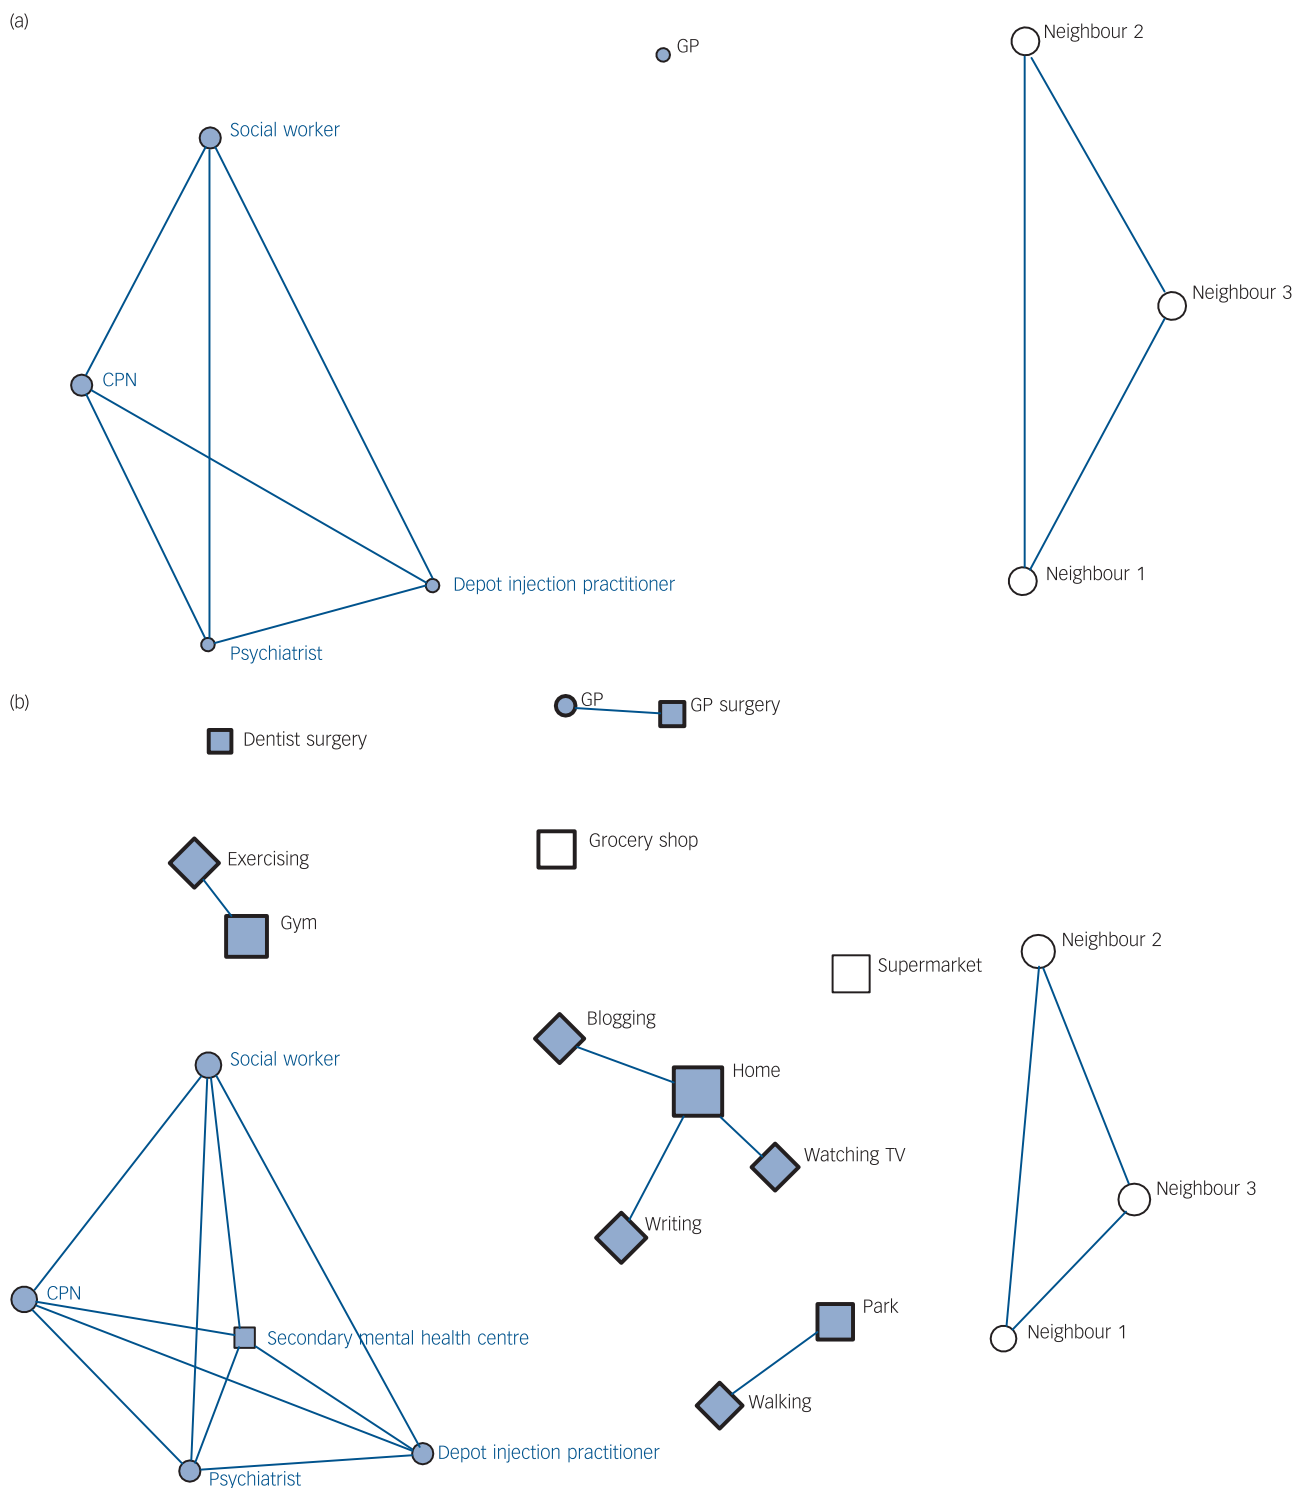 (a)
GP
Neighbour 2
Social worker
Neighbour 3
CPN
Neighbour 1
Depot injection practitioner
Psychiatrist
(b)
GP
GP surgery
Dentist surgery
Grocery shop
Exercising
Gym
Neighbour 2
Supermarket
Blogging
Social worker
Home
Watching TV
Neighbour 3
Writing
CPN
Park
Neighbour 1
Secondary mental health centre
Walking
Depot injection practitioner
Psychiatrist